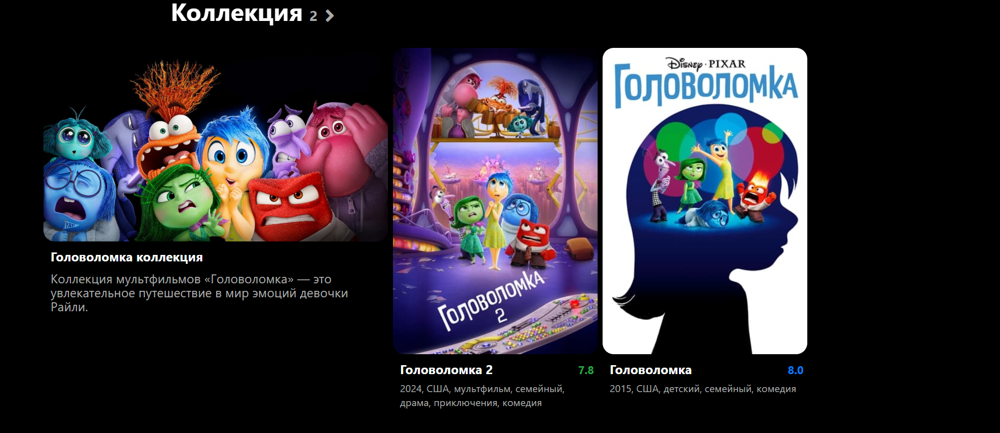 Коллекция 2
Головоломка коллекция
Коллекция мультфильмов «Головоломка» — это
увлекательное путешествие в мир эмоций девочки
Райли.
YAY!
Головоломка
2
Головоломка 2 7.8
2024, США, мультфильм, семейный,
драма, приключения, комедия
Disney · PIXAR
Головоломка
Головоломка 8.0
2015, США, детский, семейный, комедия